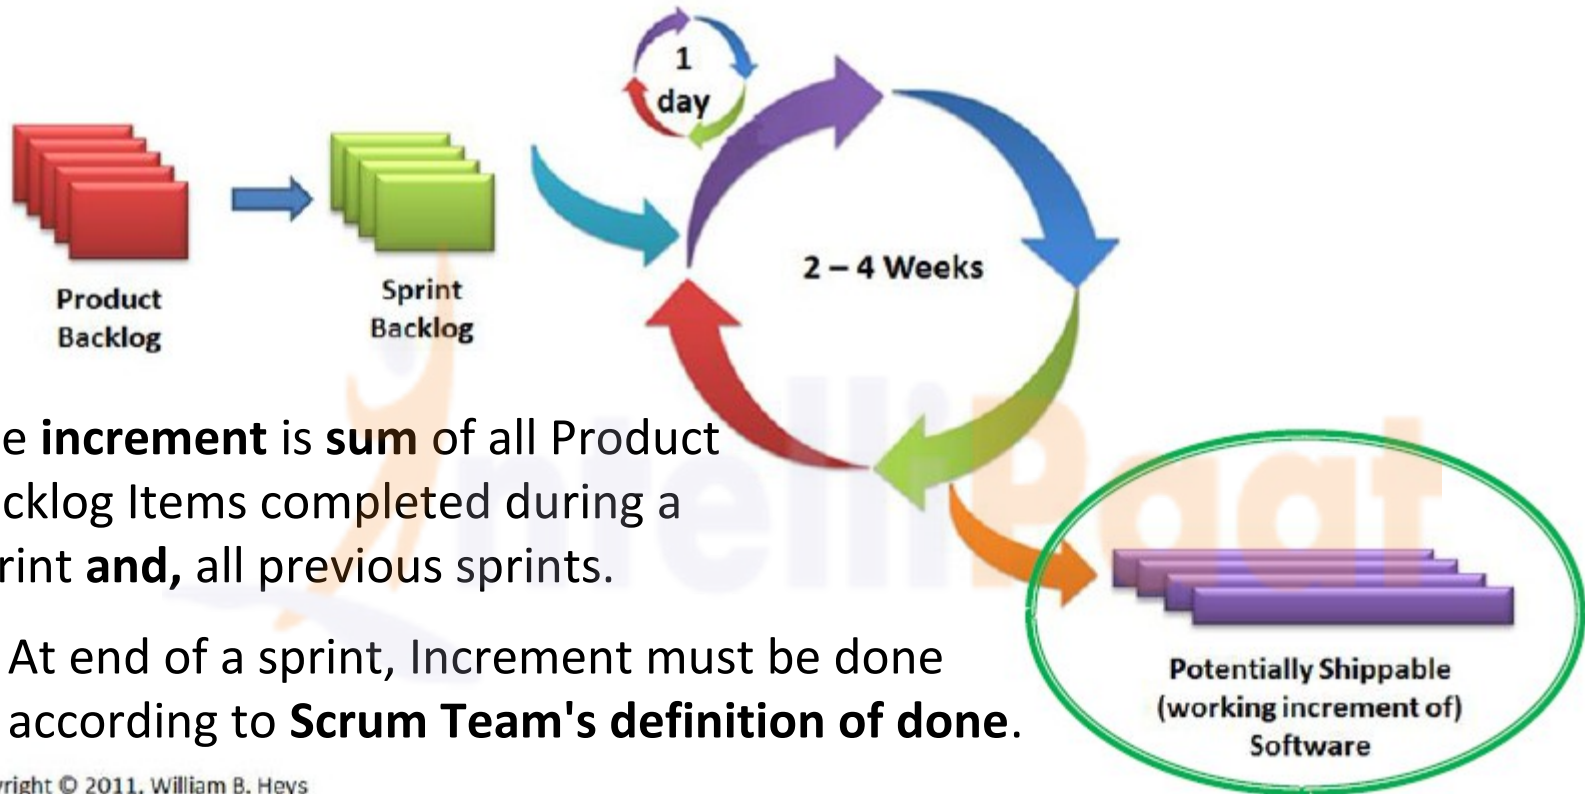 1
day
2 – 4 Weeks
Product
Backlog
Sprint
Backlog
e increment is sum of all Product
cklog Items completed during a
rint and, all previous sprints.
At end of a sprint, Increment must be done
according to Scrum Team's definition of done.
Potentially Shippable
(working increment of)
Software
yright © 2011, William B. Heys
IntelliPaat